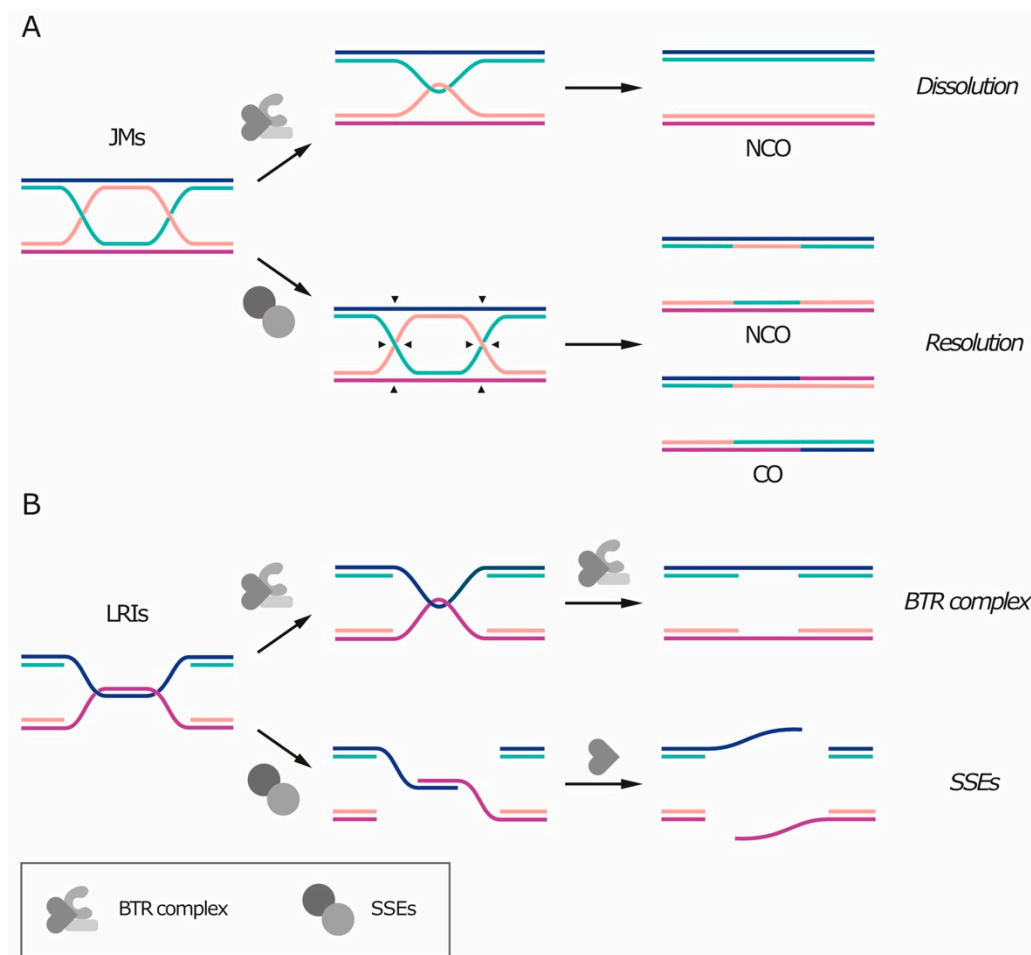 A
JMs
NCO
Dissolution
NCO
Resolution
CO
B
LRIs
BTR complex
SSEs
BTR complex
SSEs